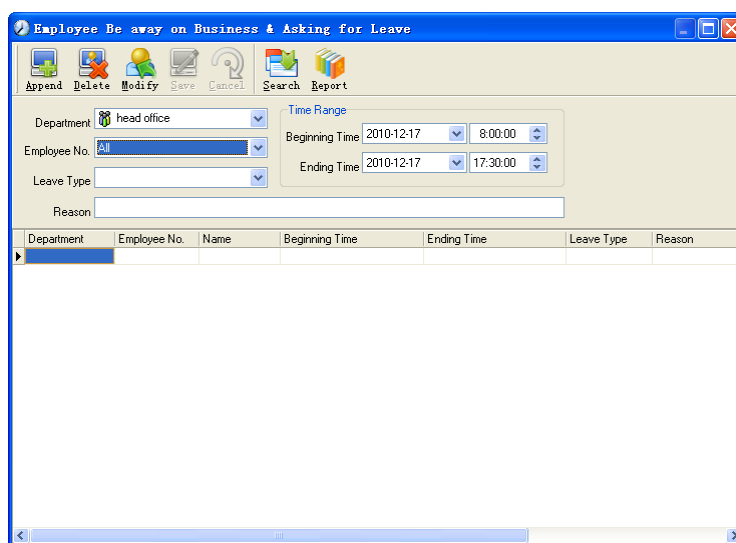 Employee Be away on Business & Asking for Leave
Append Delete Modify Save Cancel Search Report
Time Range
Department head office
Beginning Time 2010-12-17 8:00:00
Employee No. All
Ending Time 2010-12-17 17:30:00
Leave Type
Reason
Department Employee No. Name Beginning Time Ending Time Leave Type Reason